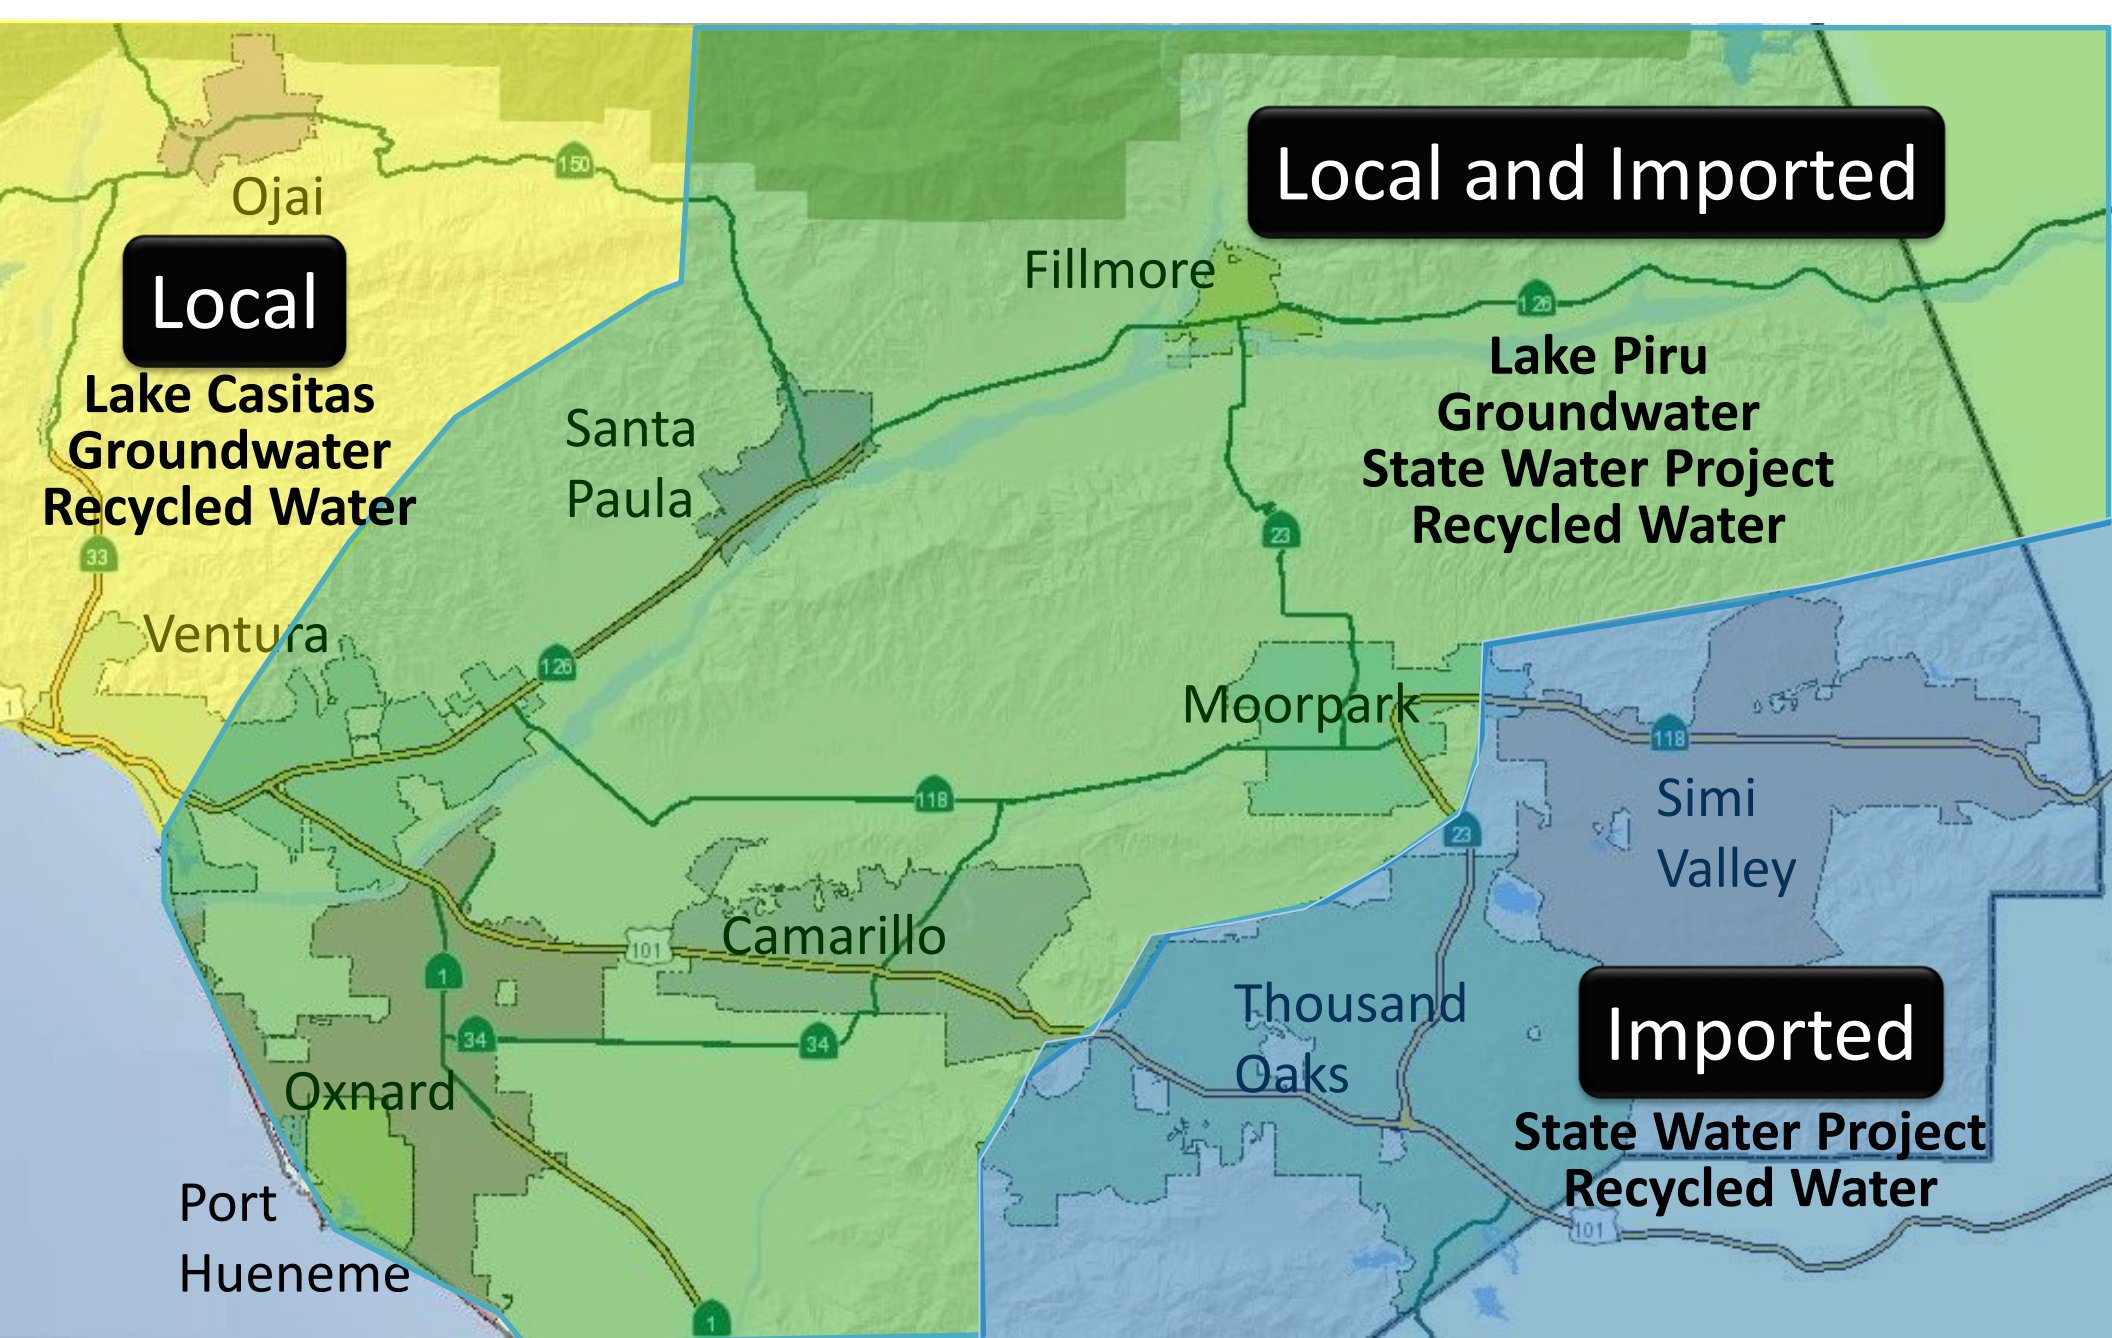 150
Local and Imported
Ojai
Fillmore
Local
126
Lake Casitas
Groundwater
Recycled Water
Lake Piru
Groundwater
State Water Project
Recycled Water
Santa
Paula
23
33
Ventura
126
1
Moorpark
118
118
Simi
Valley
23
Camarillo
101
1
Thousand
Oaks
Imported
34
34
Oxnard
State Water Project
Recycled Water
101
Port
Hueneme
1